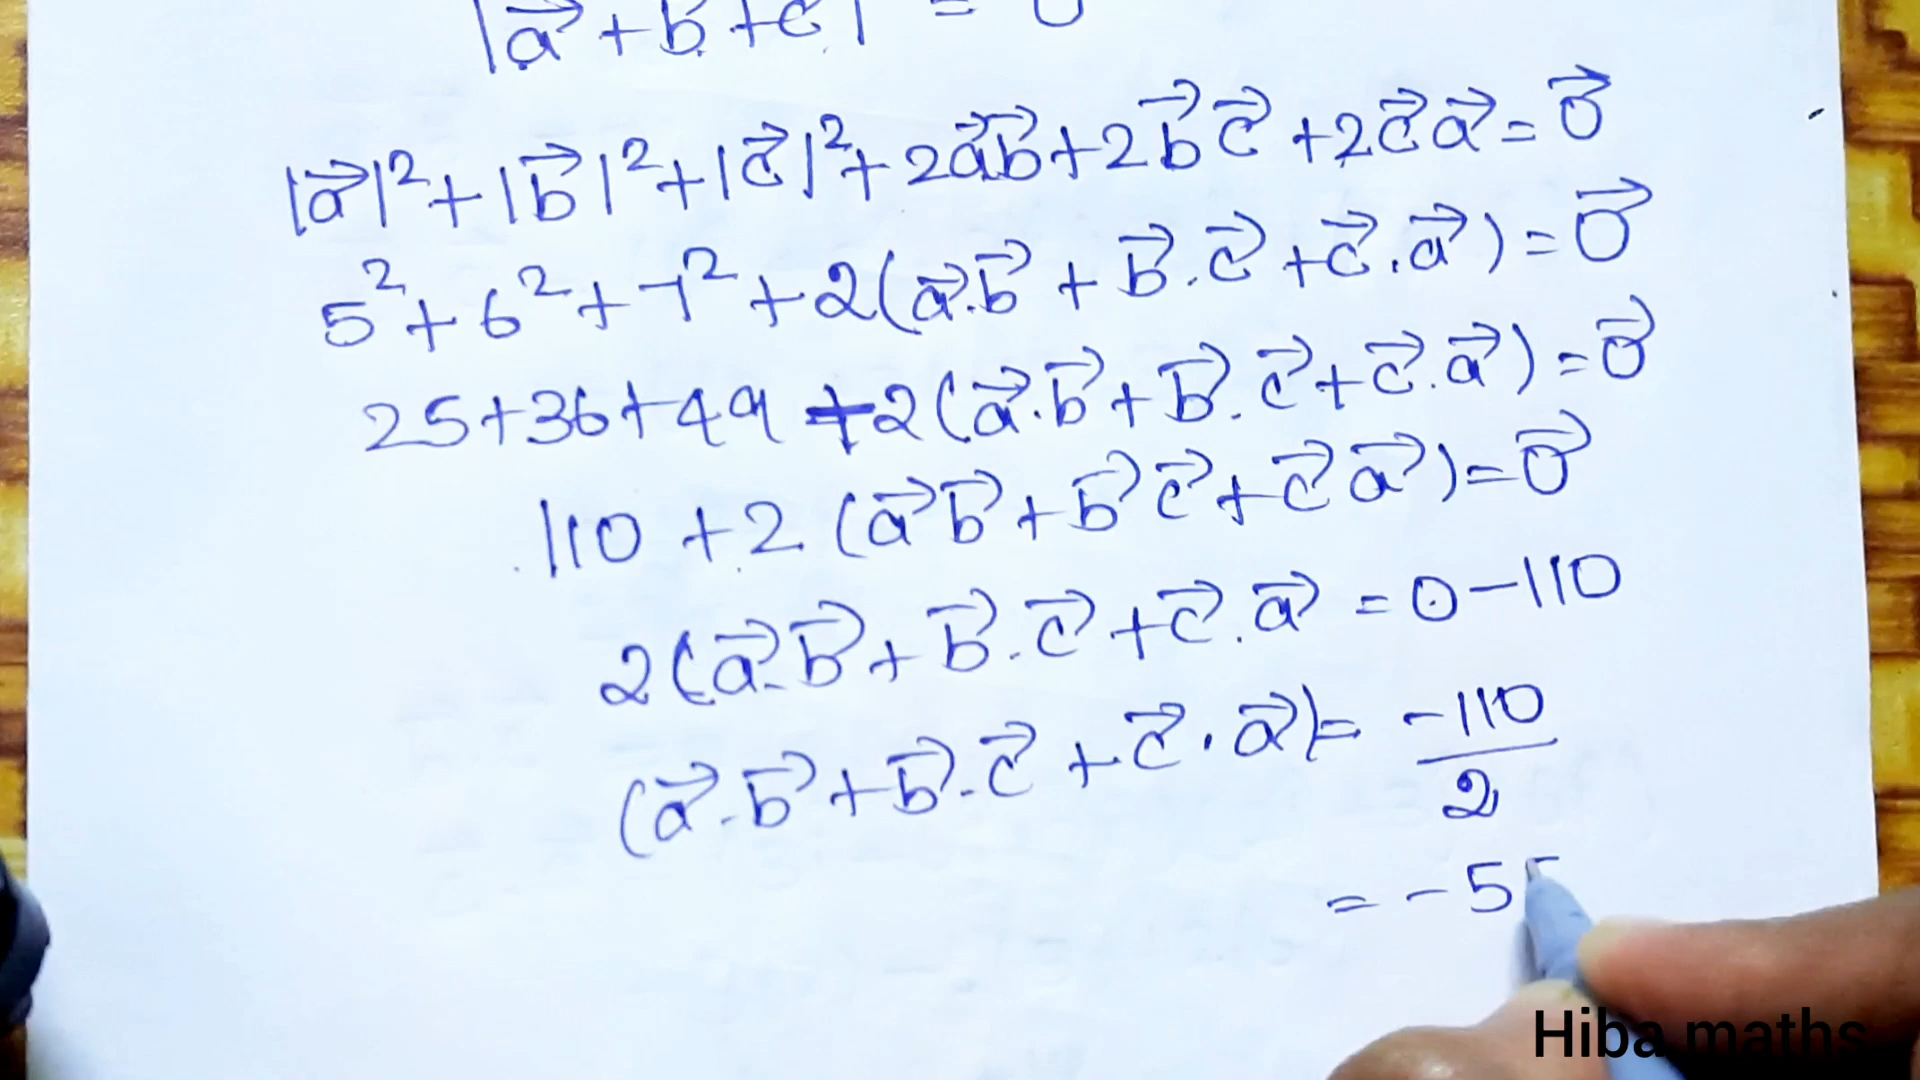 |a⃗ + b⃗ + c⃗| = 0
|a⃗|² + |b⃗|² + |c⃗|² + 2a⃗b⃗ + 2b⃗c⃗ + 2c⃗a⃗ = 0⃗
5² + 6² + 7² + 2(a⃗.b⃗ + b⃗.c⃗ + c⃗.a⃗) = 0⃗
25 + 36 + 49 + 2(a⃗.b⃗ + b⃗.c⃗ + c⃗.a⃗) = 0⃗
110 + 2(a⃗b⃗ + b⃗c⃗ + c⃗a⃗) = 0⃗
2(a⃗.b⃗ + b⃗.c⃗ + c⃗.a⃗ = 0 - 110
(a⃗.b⃗ + b⃗.c⃗ + c⃗.a⃗) = -110/2
= -55
Hiba maths